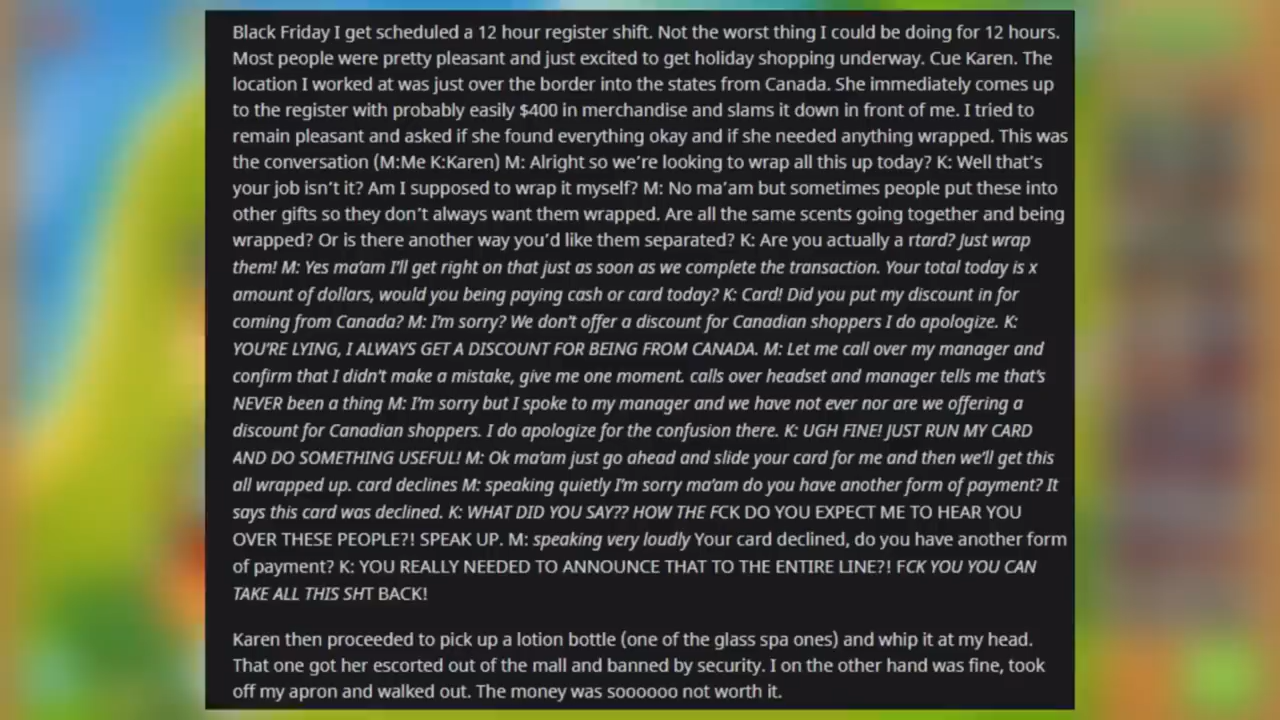 Black Friday I get scheduled a 12 hour register shift. Not the worst thing I could be doing for 12 hours.
Most people were pretty pleasant and just excited to get holiday shopping underway. Cue Karen. The
location I worked at was just over the border into the states from Canada. She immediately comes up
to the register with probably easily $400 in merchandise and slams it down in front of me. I tried to
remain pleasant and asked if she found everything okay and if she needed anything wrapped. This was
the conversation (M:Me K:Karen) M: Alright so we're looking to wrap all this up today? K: Well that's
your job isn't it? Am I supposed to wrap it myself? M: No ma'am but sometimes people put these into
other gifts so they don't always want them wrapped. Are all the same scents going together and being
wrapped? Or is there another way you'd like them separated? K: Are you actually a rtard? Just wrap
them! M: Yes ma'am I'll get right on that just as soon as we complete the transaction. Your total today is x
amount of dollars, would you being paying cash or card today? K: Card! Did you put my discount in for
coming from Canada? M: I'm sorry? We don't offer a discount for Canadian shoppers I do apologize. K:
YOU'RE LYING, I ALWAYS GET A DISCOUNT FOR BEING FROM CANADA. M: Let me call over my manager and
confirm that I didn't make a mistake, give me one moment. calls over headset and manager tells me that's
NEVER been a thing M: I'm sorry but I spoke to my manager and we have not ever nor are we offering a
discount for Canadian shoppers. I do apologize for the confusion there. K: UGH FINE! JUST RUN MY CARD
AND DO SOMETHING USEFUL! M: Ok ma'am just go ahead and slide your card for me and then we'll get this
all wrapped up. card declines M: speaking quietly I'm sorry ma'am do you have another form of payment? It
says this card was declined. K: WHAT DID YOU SAY?? HOW THE FCK DO YOU EXPECT ME TO HEAR YOU
OVER THESE PEOPLE?! SPEAK UP. M: speaking very loudly Your card declined, do you have another form
of payment? K: YOU REALLY NEEDED TO ANNOUNCE THAT TO THE ENTIRE LINE?! FCK YOU YOU CAN
TAKE ALL THIS SHT BACK!
Karen then proceeded to pick up a lotion bottle (one of the glass spa ones) and whip it at my head.
That one got her escorted out of the mall and banned by security. I on the other hand was fine, took
off my apron and walked out. The money was soooooo not worth it.